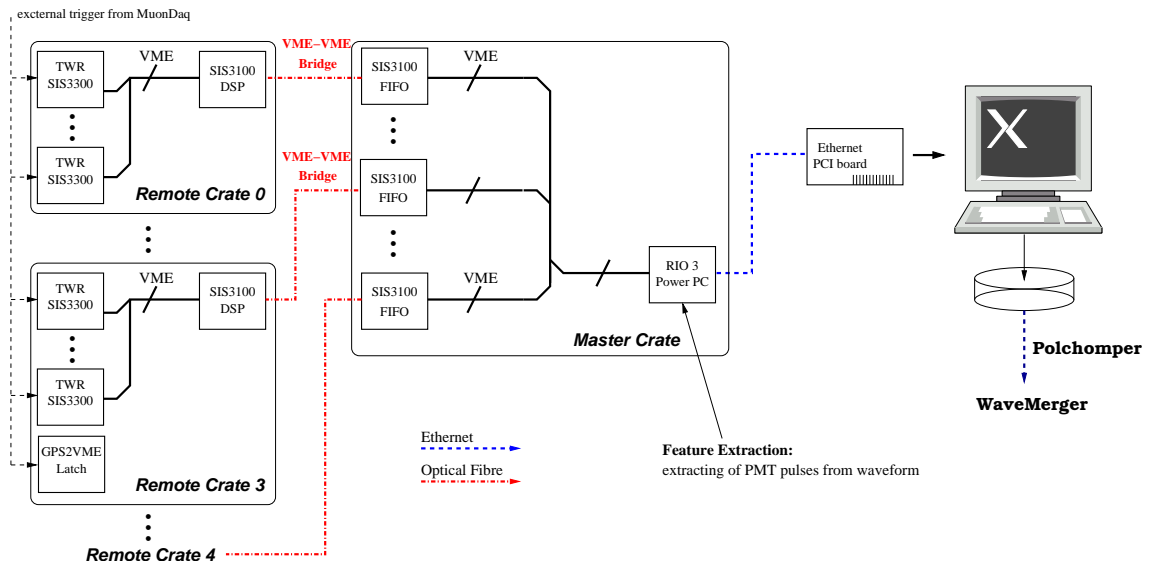 excternal trigger from MuonDaq
TWR
SIS3300
VME
SIS3100
DSP
TWR
SIS3300
Remote Crate 0
VME−VME
Bridge
SIS3100
FIFO
VME
VME−VME
Bridge
SIS3100
FIFO
SIS3100
FIFO
VME
RIO 3
Power PC
Master Crate
Ethernet
PCI board
X
TWR
SIS3300
VME
SIS3100
DSP
TWR
SIS3300
GPS2VME
Latch
Remote Crate 3
Remote Crate 4
Ethernet
Optical Fibre
Feature Extraction:
extracting of PMT pulses from waveform
Polchomper
WaveMerger